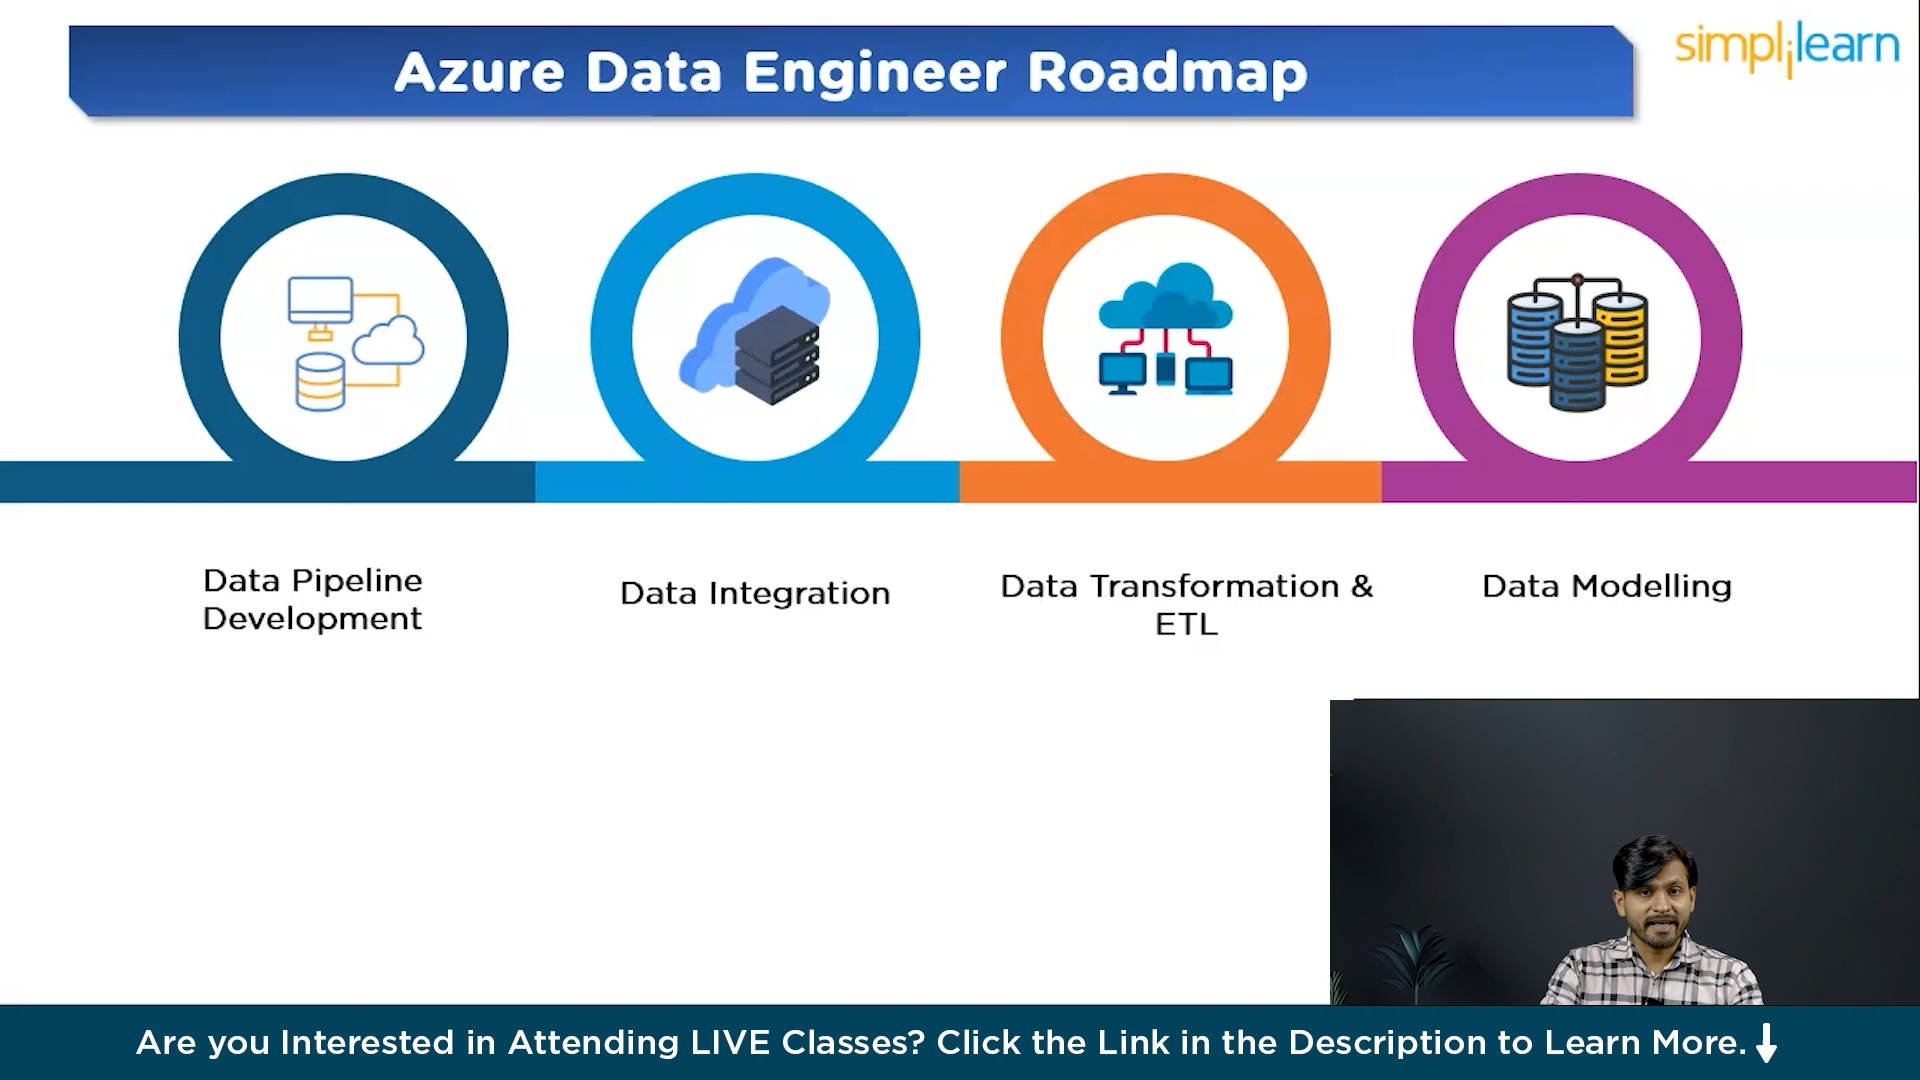 Azure Data Engineer Roadmap
simplilearn
Data Pipeline
Development
Data Integration
Data Transformation &
ETL
Data Modelling
Are you Interested in Attending LIVE Classes? Click the Link in the Description to Learn More.